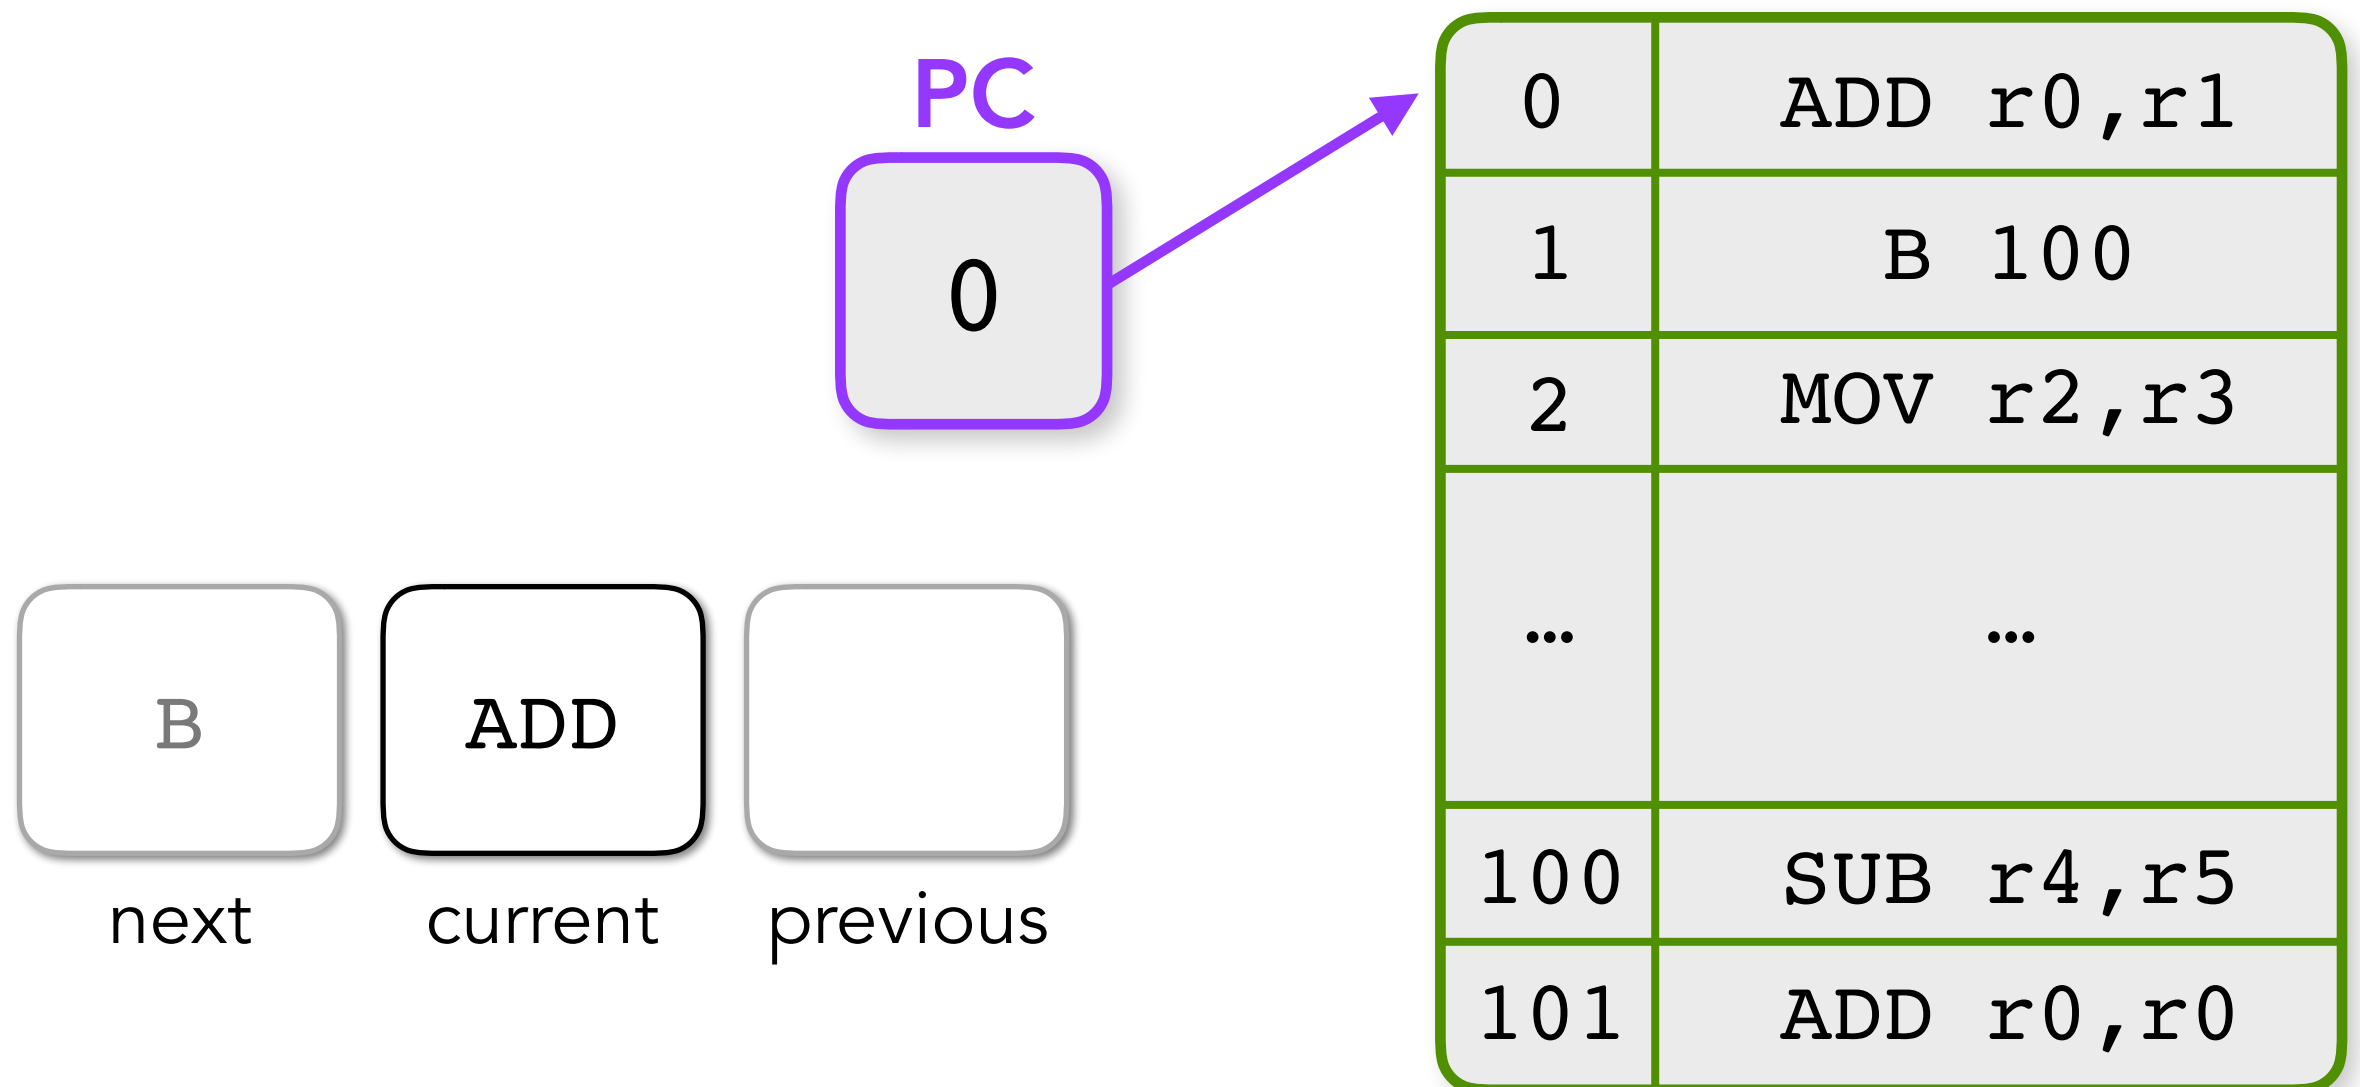 PC
0
0 ADD r0,r1
1 B 100
2 MOV r2,r3
… …
100 SUB r4,r5
101 ADD r0,r0
B ADD
next current previous